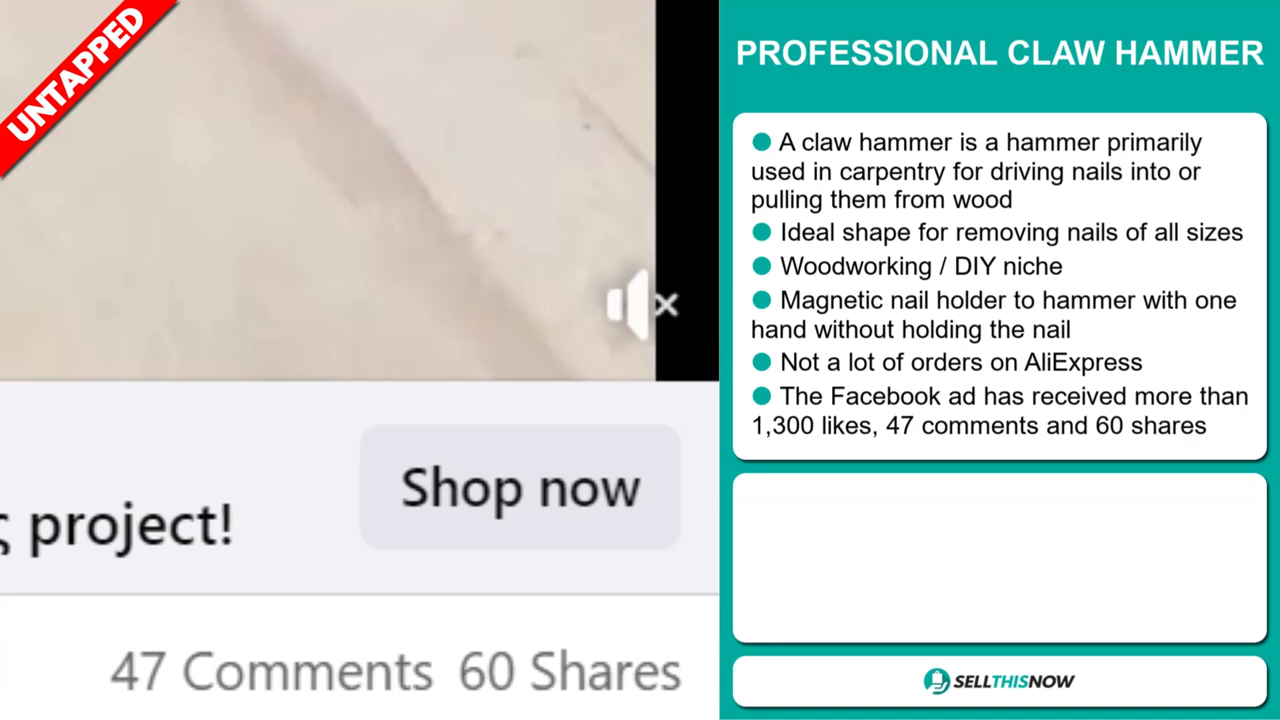 UNTAPPED
project!
Shop now
47 Comments 60 Shares
PROFESSIONAL CLAW HAMMER
● A claw hammer is a hammer primarily
used in carpentry for driving nails into or
pulling them from wood
● Ideal shape for removing nails of all sizes
● Woodworking / DIY niche
● Magnetic nail holder to hammer with one
hand without holding the nail
● Not a lot of orders on AliExpress
● The Facebook ad has received more than
1,300 likes, 47 comments and 60 shares
SELLTHISNOW